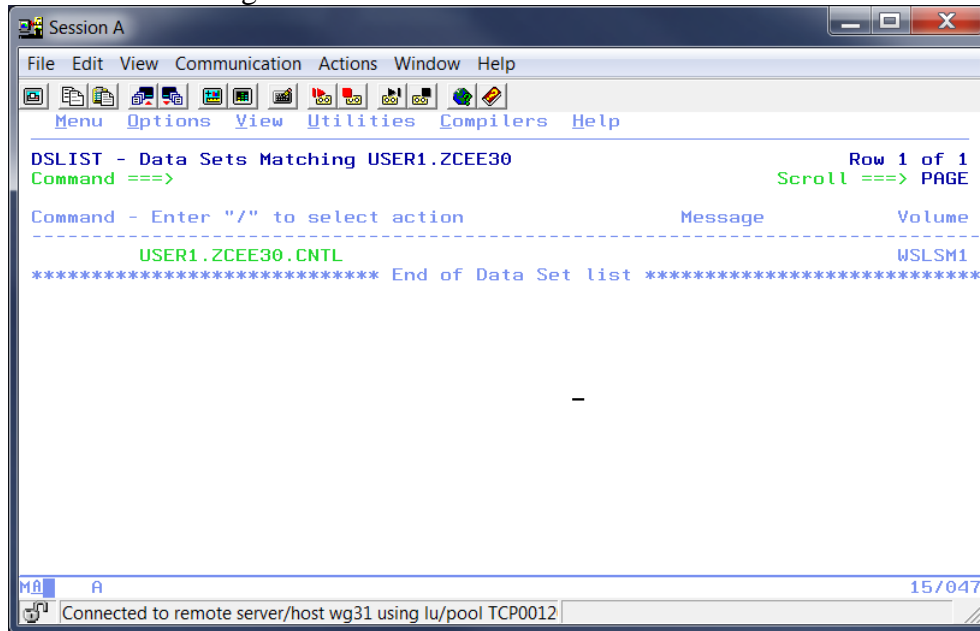 Session A
File Edit View Communication Actions Window Help
Menu Options View Utilities Compilers Help
DSLIST - Data Sets Matching USER1.ZCEE30 Row 1 of 1
Command ===> Scroll ===> PAGE
Command - Enter "/" to select action Message Volume
-------------------------------------------------------------------------------
USER1.ZCEE30.CNTL WSLSM1
***************************** End of Data Set list ****************************
MA A 15/047
Connected to remote server/host wg31 using lu/pool TCP0012